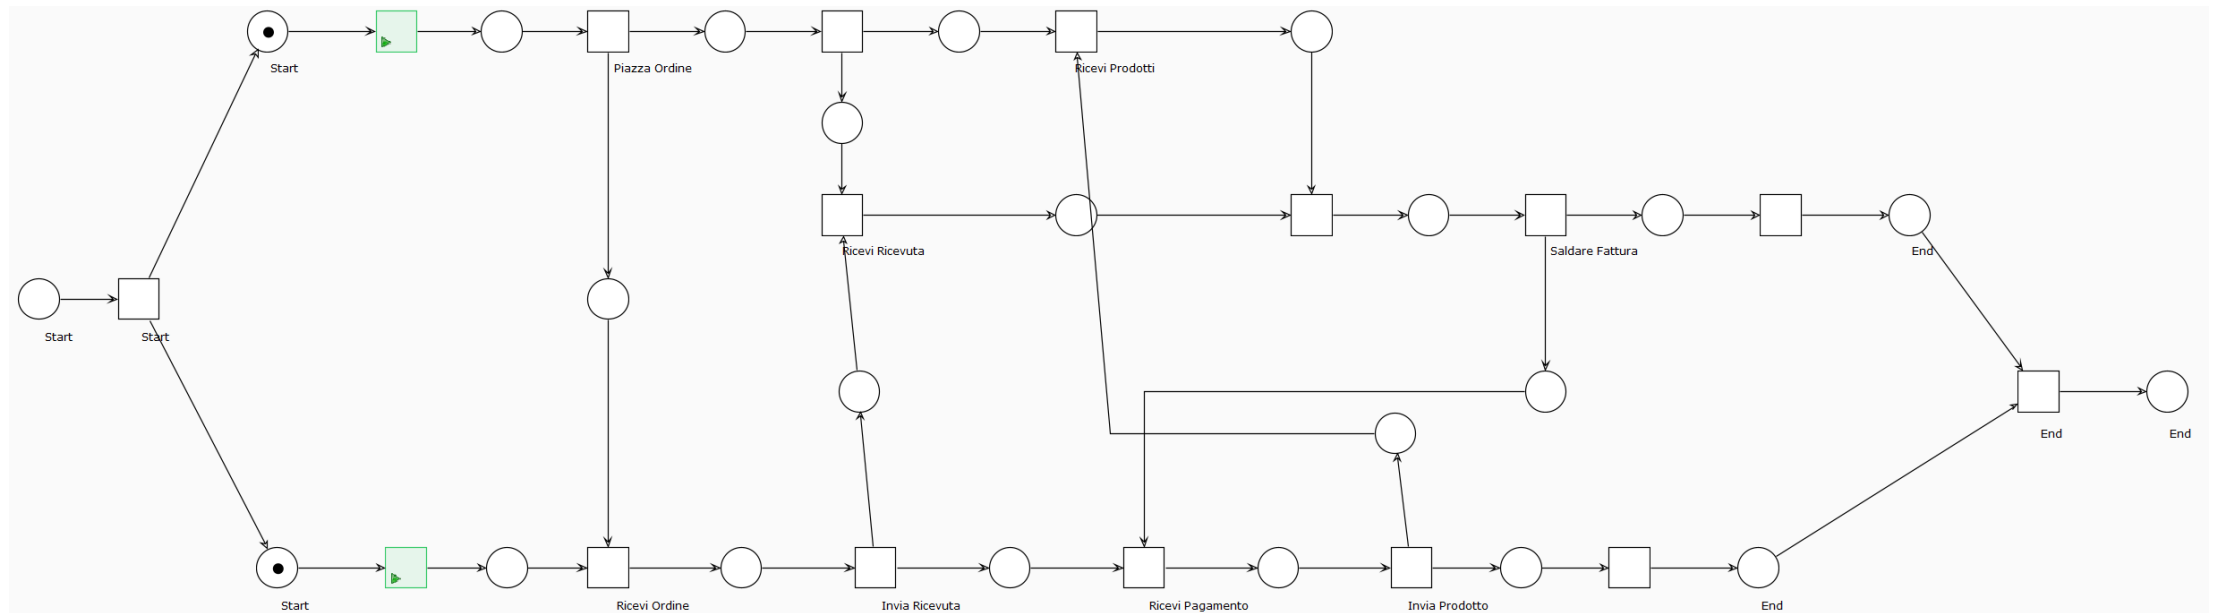 Start
Piazza Ordine
Ricevi Prodotti
Ricevi Ricevuta
Saldare Fattura
End
Start
Start
End
End
Start
Ricevi Ordine
Invia Ricevuta
Ricevi Pagamento
Invia Prodotto
End